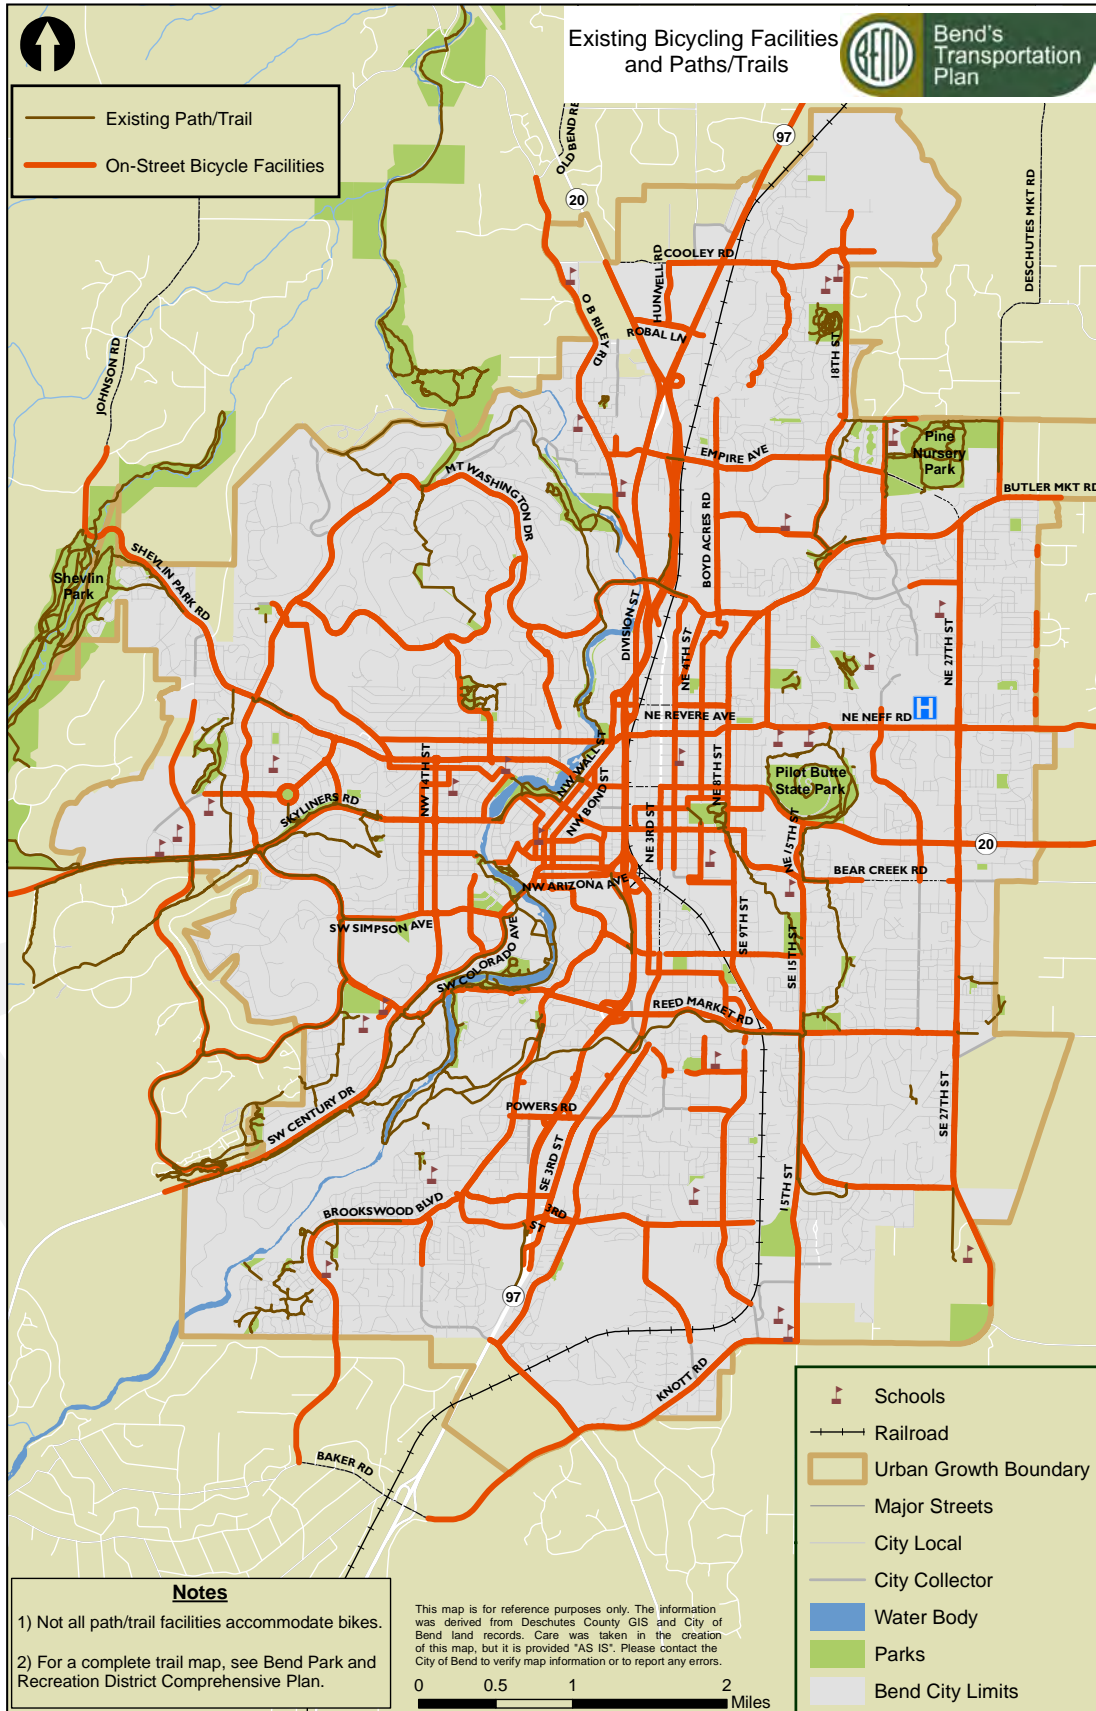 Existing Bicycling Facilities
and Paths/Trails
BEND
Bend's
Transportation
Plan
Existing Path/Trail
On-Street Bicycle Facilities
OLD BEND RE
97
20
DESCHUTES MKT RD
COOLEY RD
HUNNELL RD
O B RILEY RD
ROBAL LN
18TH ST
JOHNSON RD
Pine
Nursery
Park
EMPIRE AVE
MT WASHINGTON DR
BUTLER MKT RD
BOYD ACRES RD
SHEVLIN PARK RD
Shevlin
Park
DIVISION ST
NE 4TH ST
NE 27TH ST
H
NE REVERE AVE
NE NEFF RD
NW WALL ST
NW 14TH ST
NE 8TH ST
Pilot Butte
State Park
NW BOND ST
SKYLINERS RD
NE 3RD ST
NE 15TH ST
20
BEAR CREEK RD
NW ARIZONA AVE
SW SIMPSON AVE
SE 9TH ST
SW COLORADO AVE
SE 15TH ST
REED MARKET RD
SW CENTURY DR
POWERS RD
SE 27TH ST
SE 3RD ST
15TH ST
BROOKSWOOD BLVD
3RD
ST
97
KNOTT RD
BAKER RD
Schools
Railroad
Urban Growth Boundary
Major Streets
City Local
City Collector
Water Body
Parks
Bend City Limits
Notes
1) Not all path/trail facilities accommodate bikes.
2) For a complete trail map, see Bend Park and
Recreation District Comprehensive Plan.
This map is for reference purposes only. The information
was derived from Deschutes County GIS and City of
Bend land records. Care was taken in the creation
of this map, but it is provided "AS IS". Please contact the
City of Bend to verify map information or to report any errors.
0 0.5 1 2
Miles